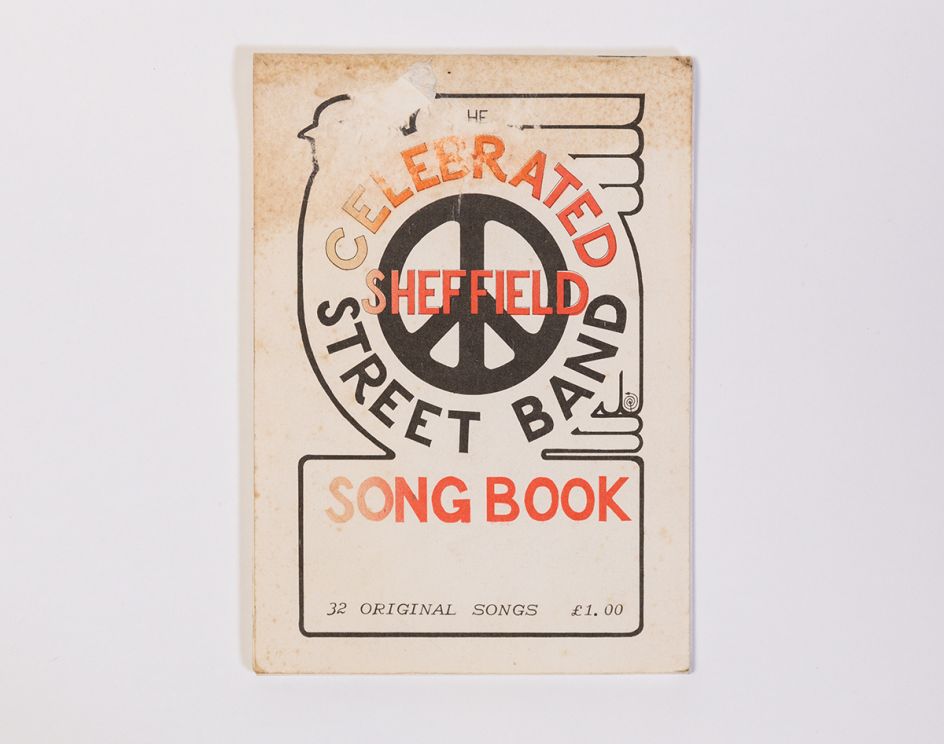 HE
CELEBRATED
SHEFFIELD
STREET BAND
SONG BOOK
32 ORIGINAL SONGS £1.00